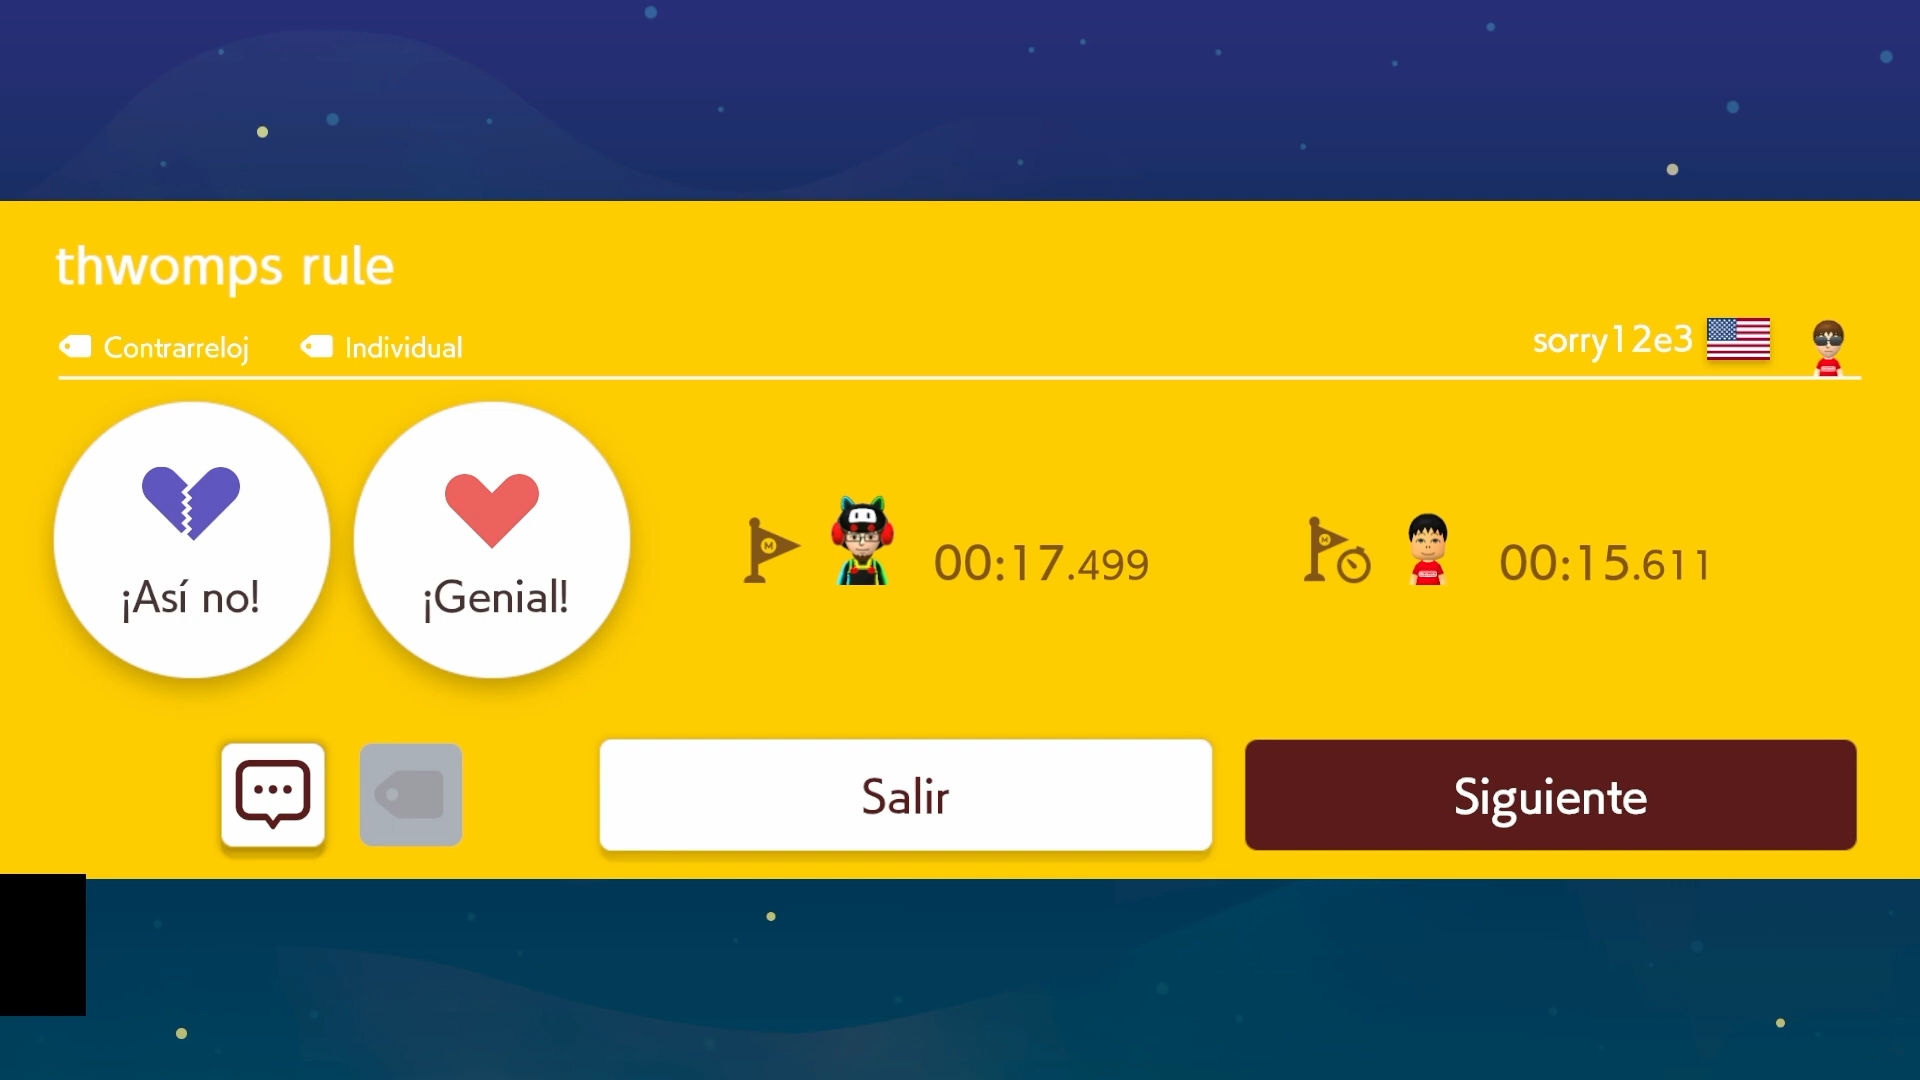 thwomps rule
Contrarreloj Individual
sorry12e3
¡Así no! ¡Genial!
M 00:17.499 M 00:15.611
Salir Siguiente